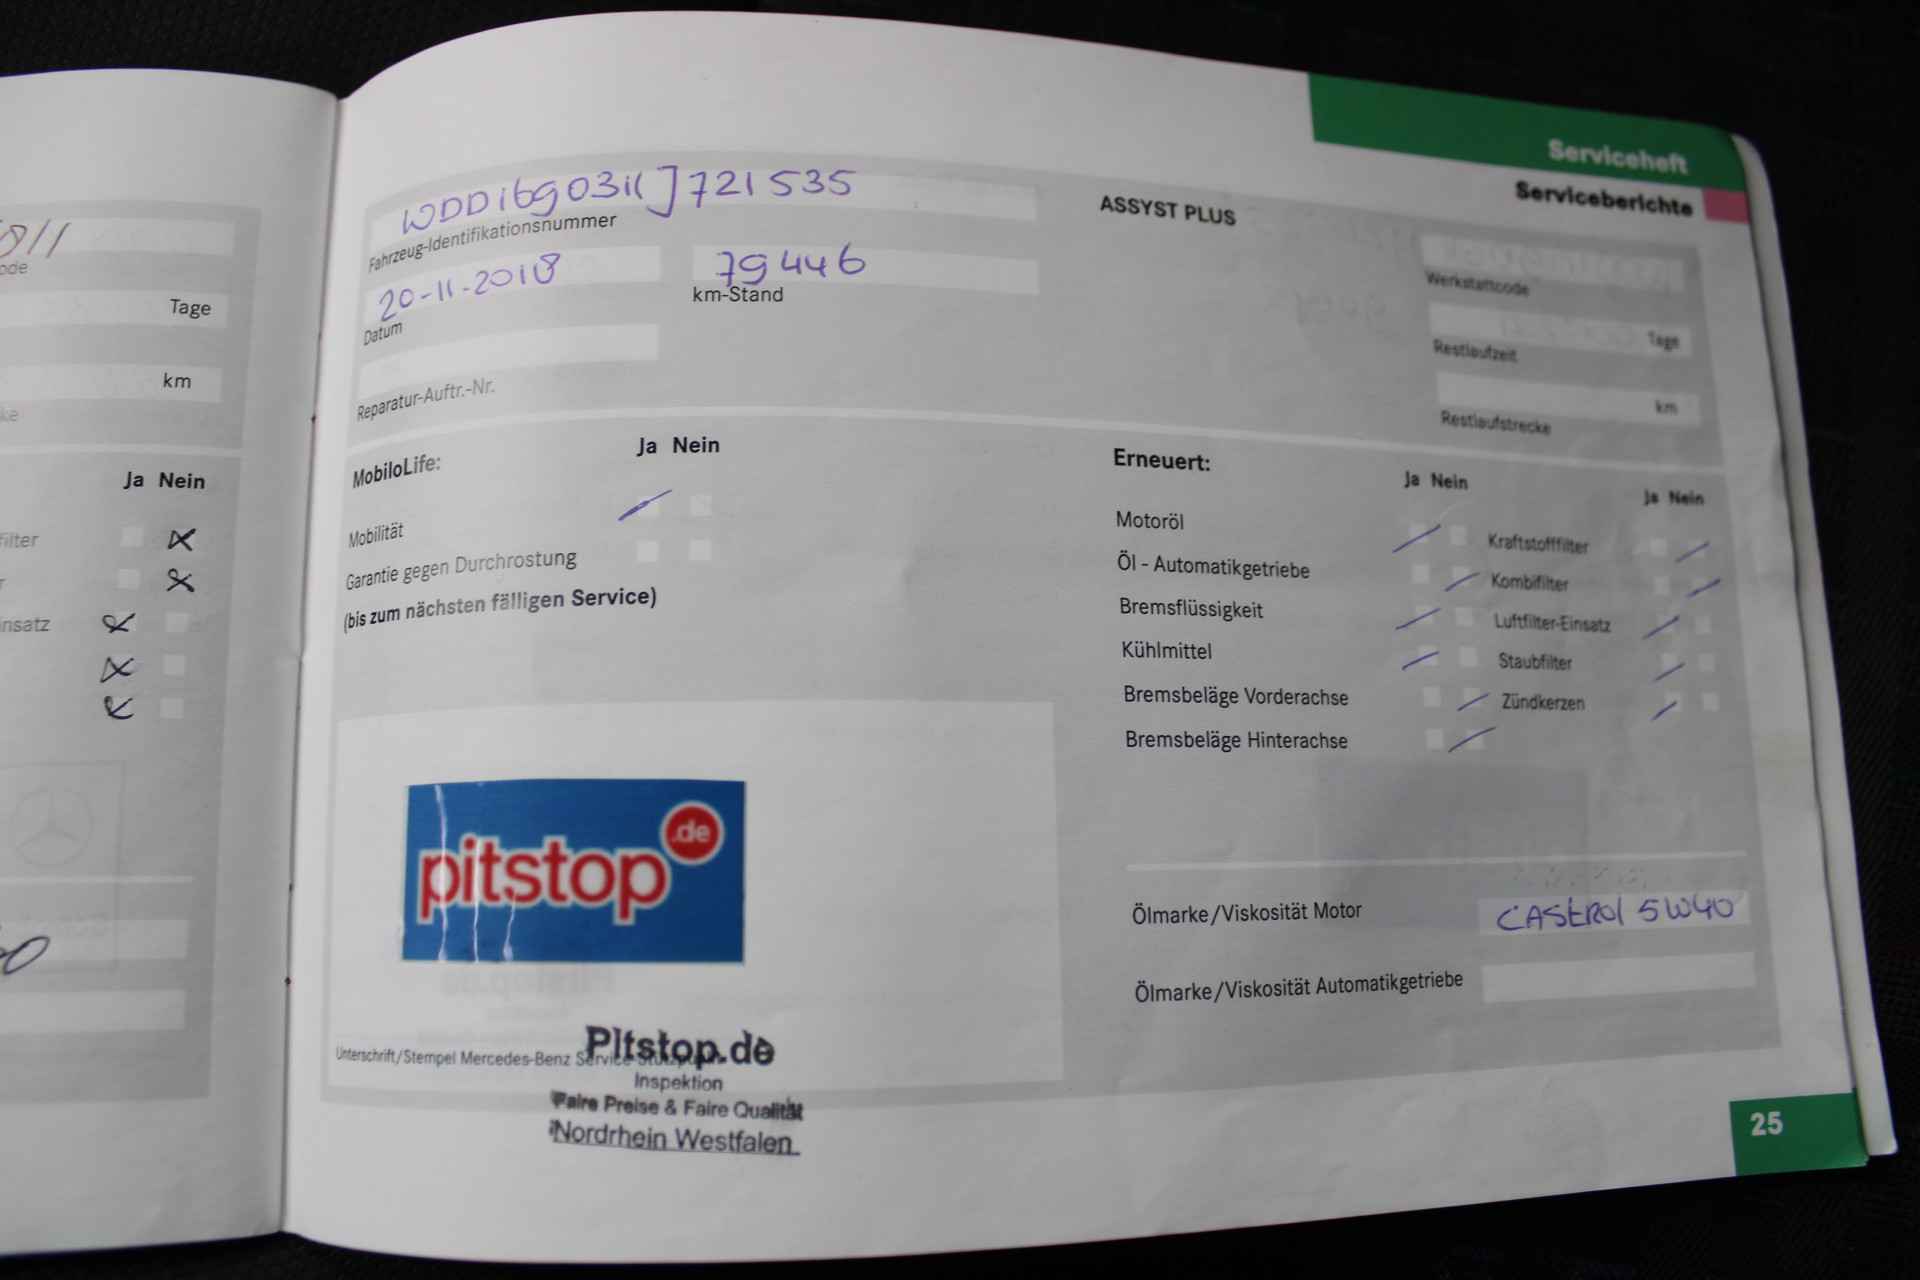 Serviceheft
Serviceberichte
WDD1690311J721535
Fahrzeug-Identifikationsnummer
20-11-2018
Datum
79446
km-Stand
Reparatur-Auftr.-Nr.
ASSYST PLUS
Werkstattcode
Tage
Restlaufzeit
km
Restlaufstrecke
Tage
km
Ja Nein
MobiloLife:
Ja Nein
Mobilität
Garantie gegen Durchrostung
(bis zum nächsten fälligen Service)
Erneuert:
Ja Nein
Ja Nein
Motoröl
Kraftstofffilter
Öl - Automatikgetriebe
Kombifilter
Bremsflüssigkeit
Luftfilter-Einsatz
Kühlmittel
Staubfilter
Bremsbeläge Vorderachse
Zündkerzen
Bremsbeläge Hinterachse
pitstop.de
Ölmarke/Viskosität Motor
CASTROl 5W40
Ölmarke/Viskosität Automatikgetriebe
Unterschrift/Stempel Mercedes-Benz
Pitstop.de
Inspektion
Faire Preise & Faire Qualität
Nordrhein Westfalen
25